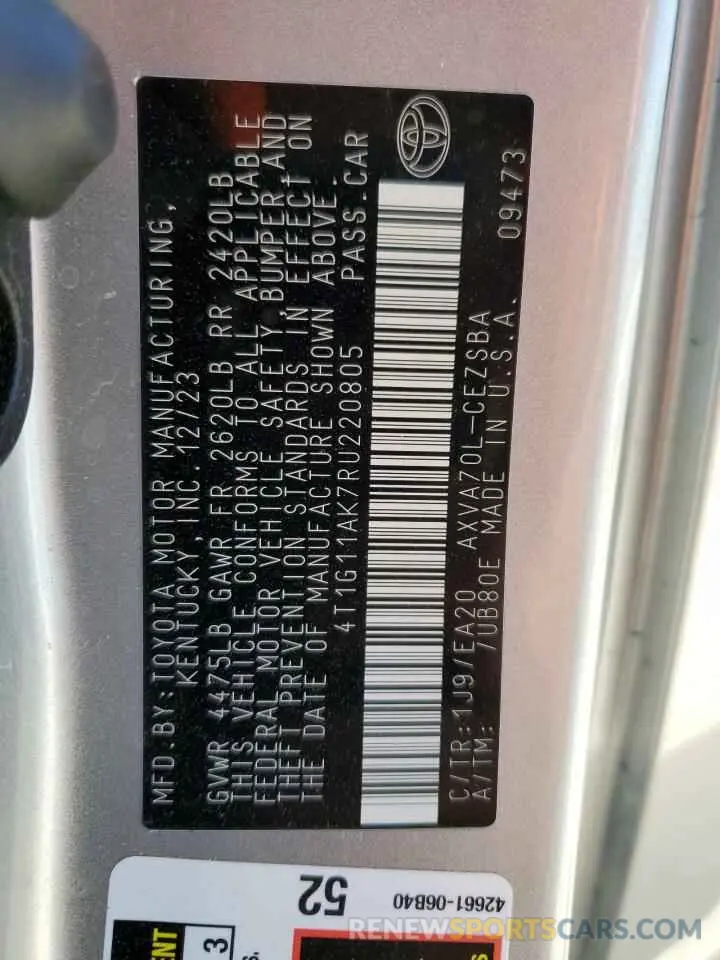 MFD.BY:TOYOTA MOTOR MANUFACTURING,
KENTUCKY,INC.12/23
GVWR 4475LB GAWR FR 2620LB RR 2420LB
THIS VEHICLE CONFORMS TO ALL APPLICABLE
FEDERAL MOTOR VEHICLE SAFETY,BUMPER,AND
THEFT PREVENTION STANDARDS IN EFFECT ON
THE DATE OF MANUFACTURE SHOWN ABOVE.
4T1G11AK7RU220805 PASS.CAR
C/TR:1J9/EA20 AXVA70L-CEZSBA
A/TM: /UB80E MADE IN U.S.A. 09473
52
42661-06B40
3
RENEWSPORTSCARS.COM